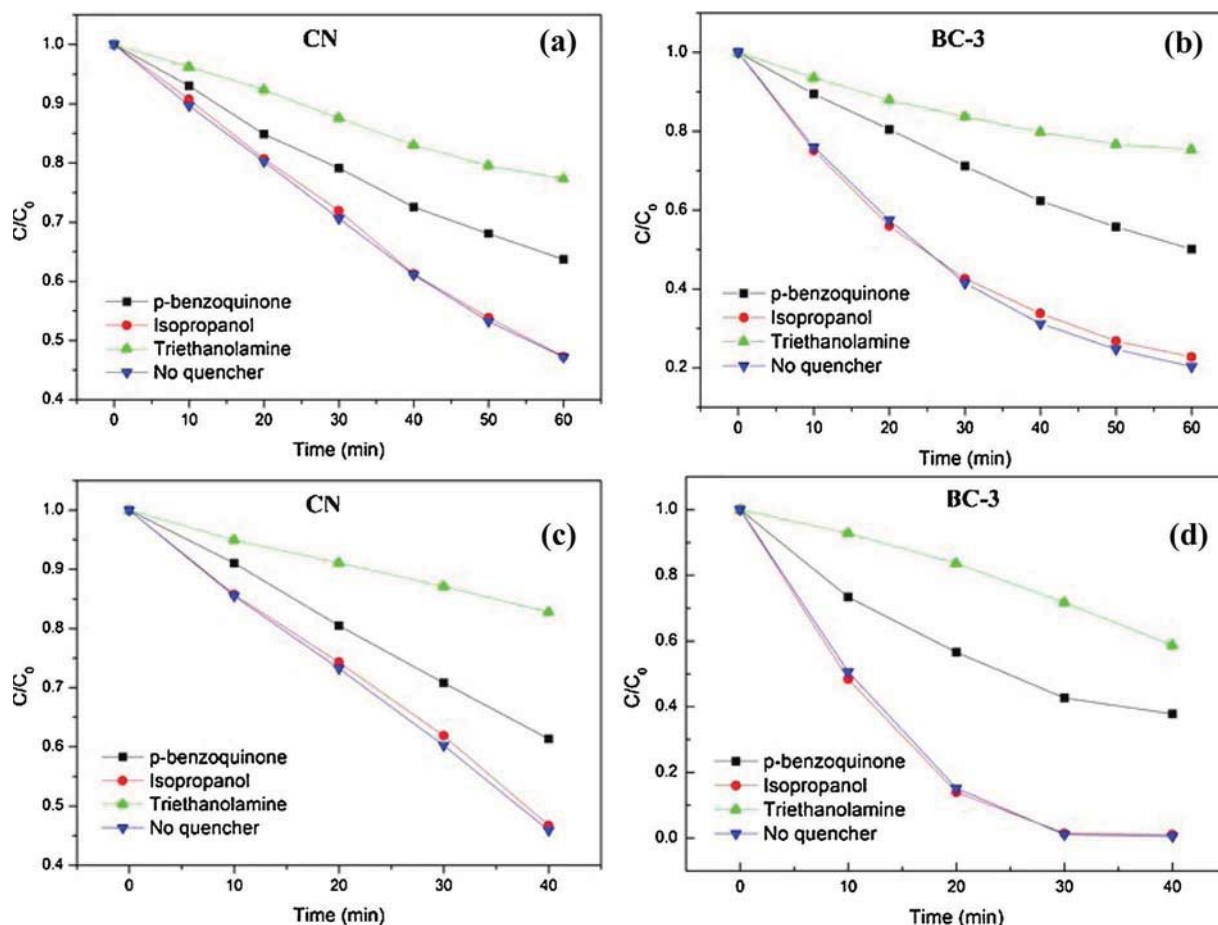 CN
(a)
1.0
0.9
0.8
0.7
0.6
0.5
0.4
C/C0
p-benzoquinone
Isopropanol
Triethanolamine
No quencher
0 10 20 30 40 50 60
Time (min)
BC-3
(b)
1.0
0.8
0.6
0.4
0.2
C/C0
p-benzoquinone
Isopropanol
Triethanolamine
No quencher
0 10 20 30 40 50 60
Time (min)
CN
(c)
1.0
0.9
0.8
0.7
0.6
0.5
0.4
C/C0
p-benzoquinone
Isopropanol
Triethanolamine
No quencher
0 10 20 30 40
Time (min)
BC-3
(d)
1.0
0.8
0.6
0.4
0.2
0.0
C/C0
p-benzoquinone
Isopropanol
Triethanolamine
No quencher
0 10 20 30 40
Time (min)